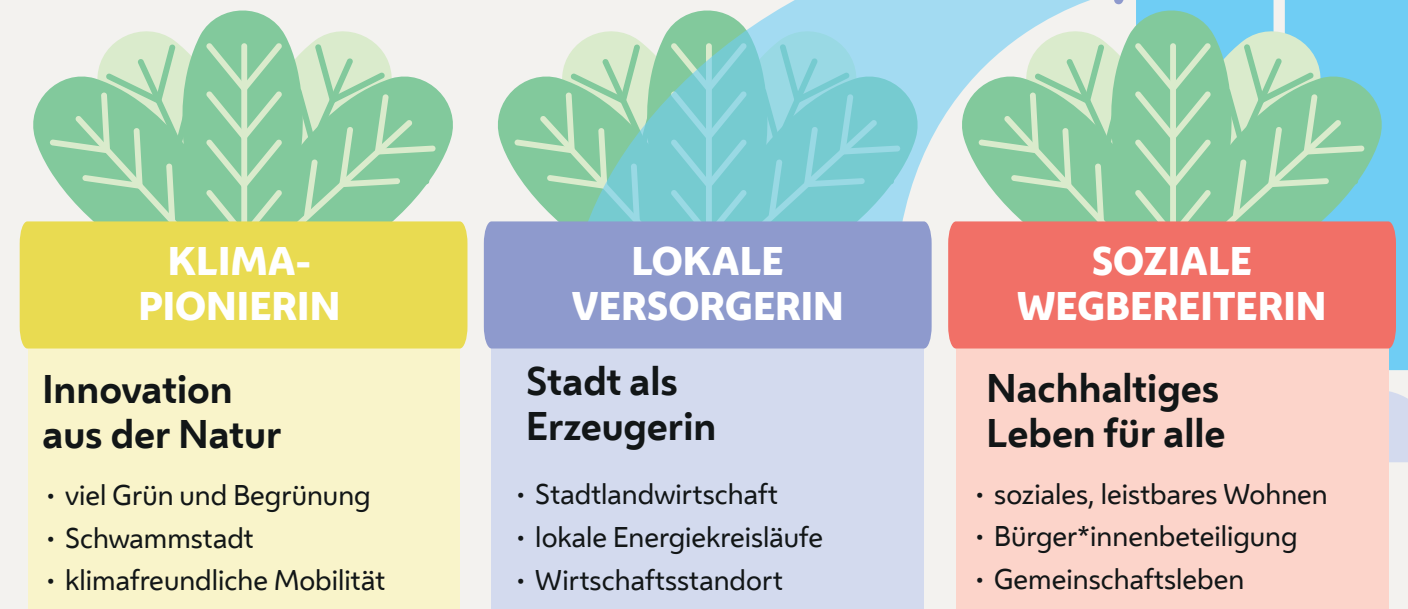 KLIMA-
PIONIERIN
Innovation
aus der Natur
• viel Grün und Begrünung
• Schwammstadt
• klimafreundliche Mobilität
LOKALE
VERSORGERIN
Stadt als
Erzeugerin
• Stadtlandwirtschaft
• lokale Energiekreisläufe
• Wirtschaftsstandort
SOZIALE
WEGBEREITERIN
Nachhaltiges
Leben für alle
• soziales, leistbares Wohnen
• Bürger*innenbeteiligung
• Gemeinschaftsleben